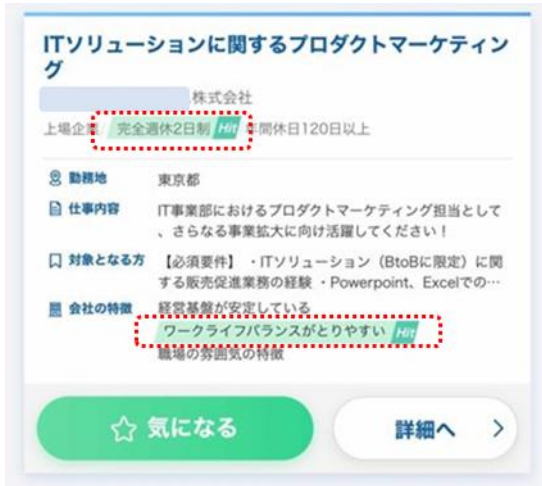 ITソリューションに関するプロダクトマーケティン
グ
株式会社
上場企業/ 完全週休2日制 Hit 年間休日120日以上
勤務地 東京都
仕事内容 IT事業部におけるプロダクトマーケティング担当として
、さらなる事業拡大に向け活躍してください！
対象となる方 【必須要件】 ・ITソリューション（BtoBに限定）に関
する販売促進業務の経験 ・Powerpoint、Excelでの…
会社の特徴 経営基盤が安定している
ワークライフバランスがとりやすい Hit
職場の雰囲気の特徴
気になる
詳細へ